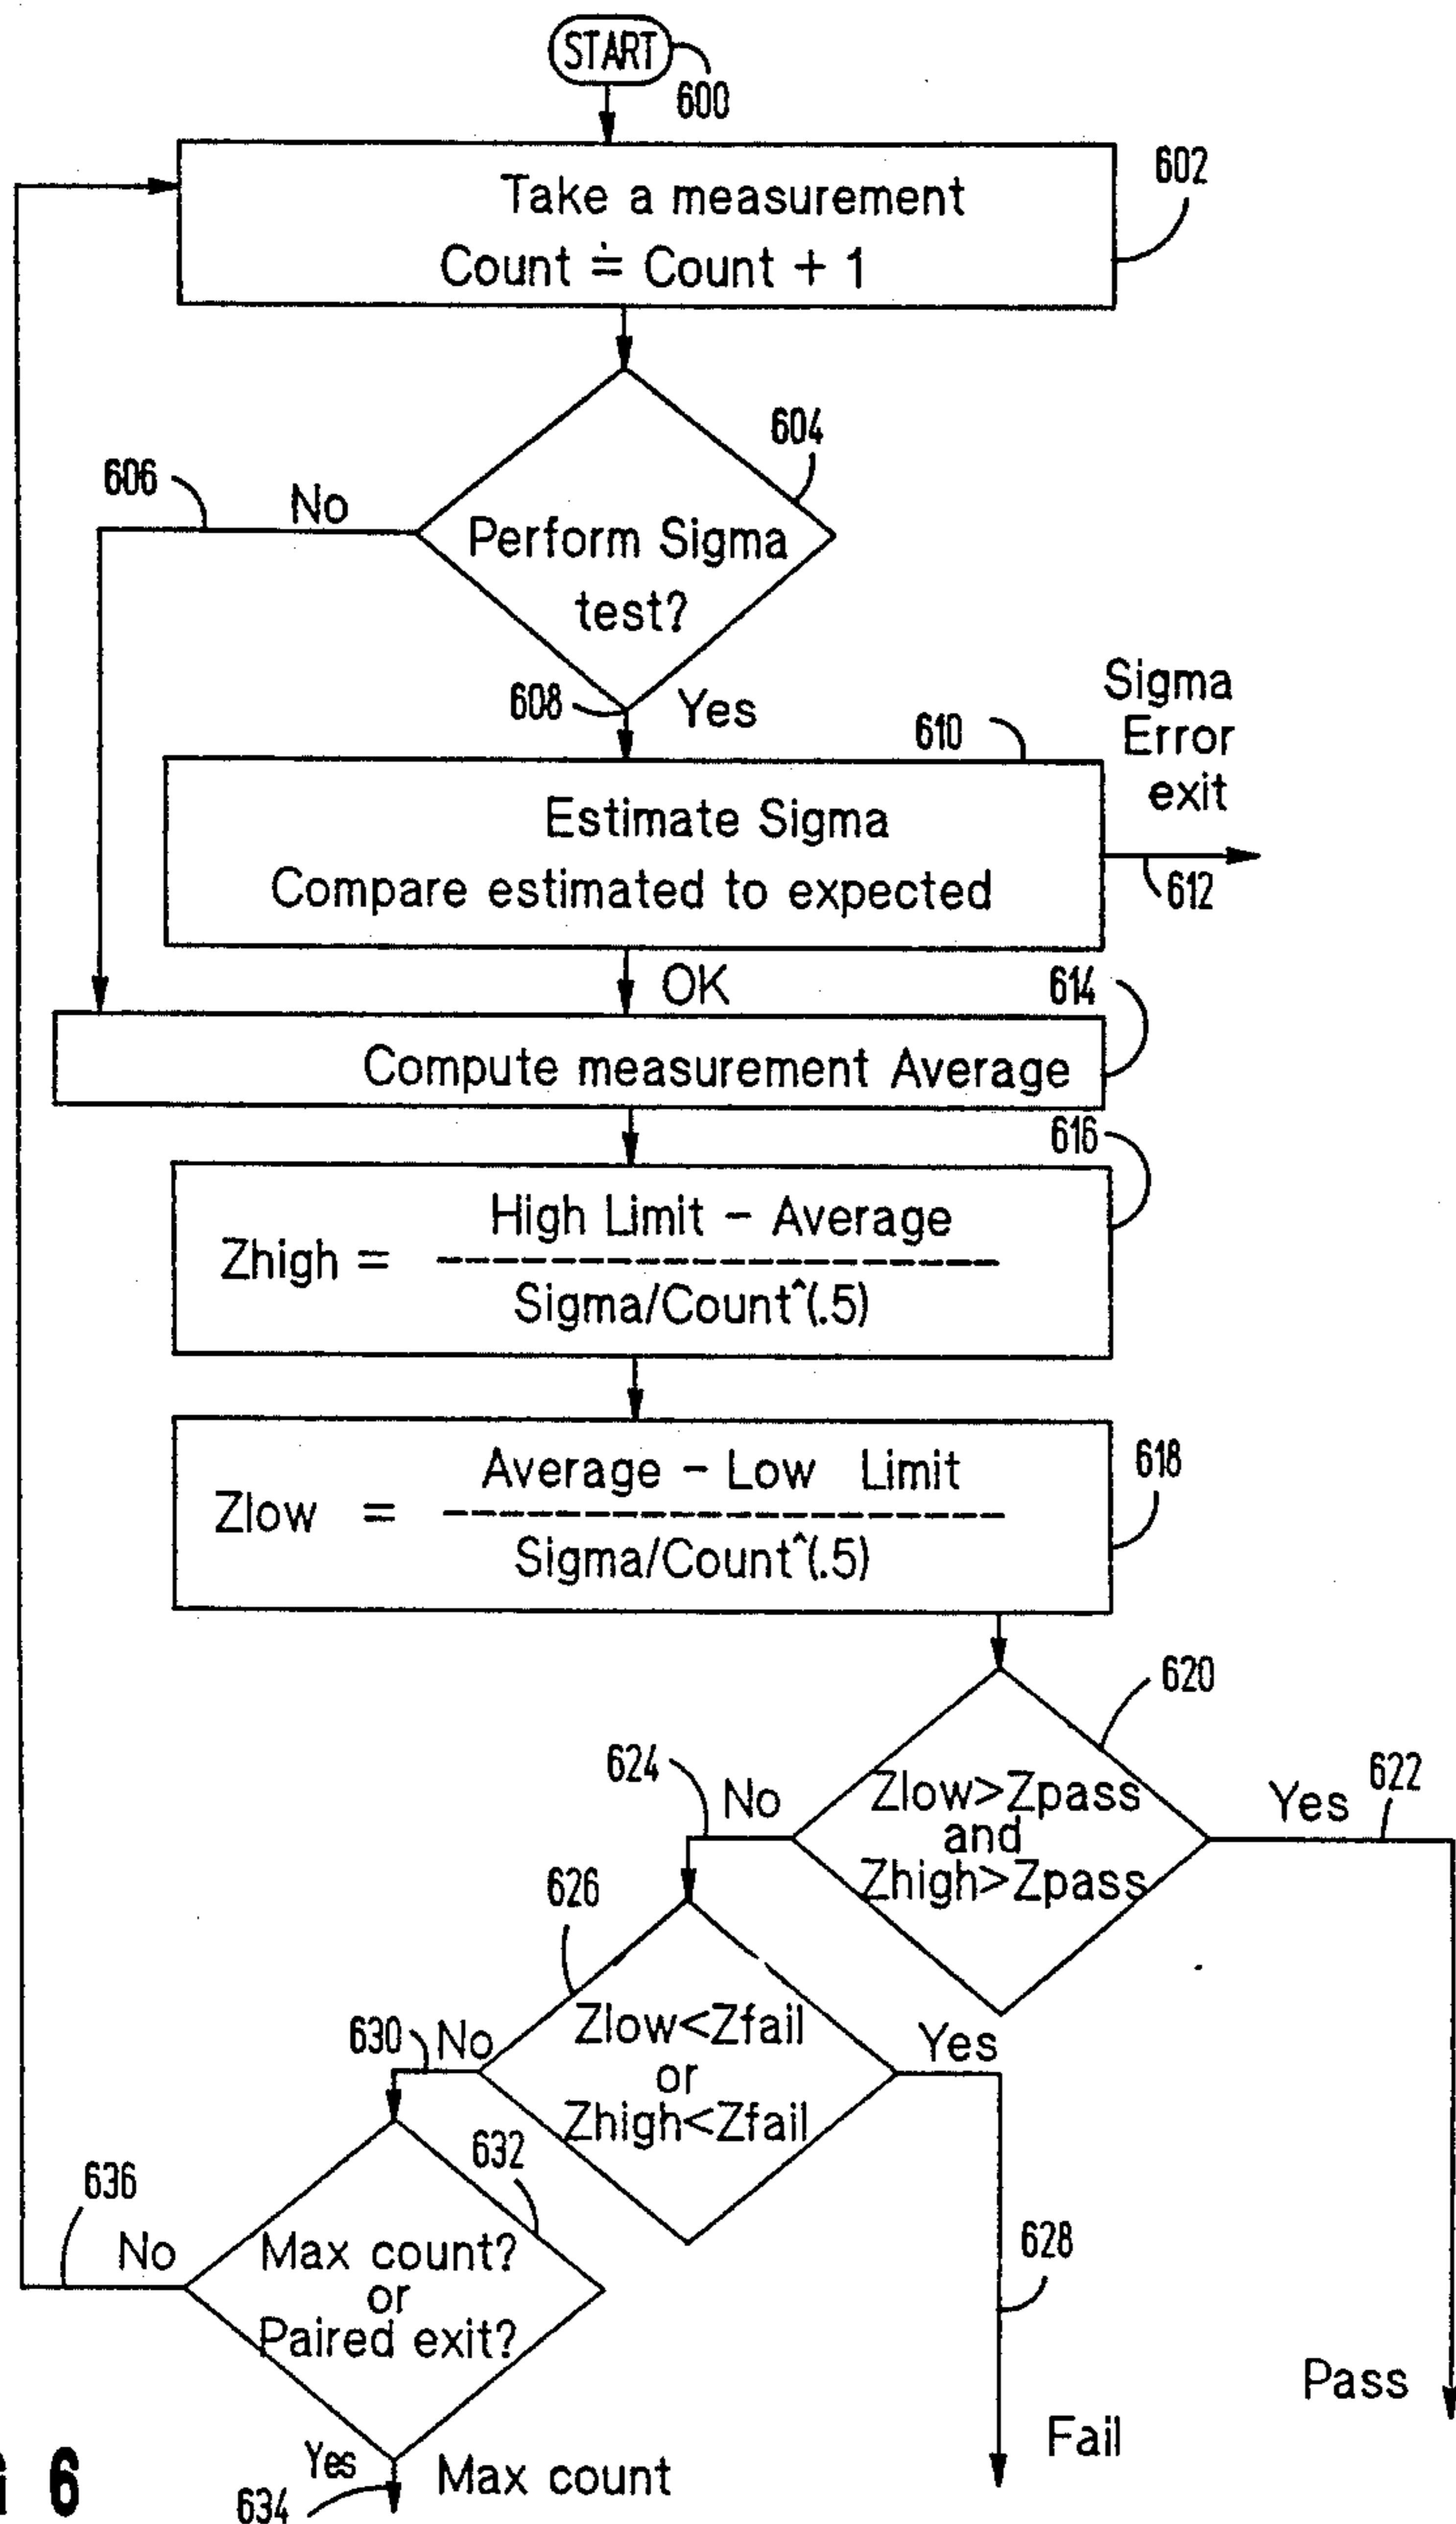 START
600
Take a measurement
602
Count = Count + 1
604
606
No
Perform Sigma
test?
608
Yes
Sigma
Error
exit
610
Estimate Sigma
Compare estimated to expected
612
OK
614
Compute measurement Average
616
High Limit - Average
Zhigh = --------------------
Sigma/Count^(.5)
618
Average - Low Limit
Zlow = --------------------
Sigma/Count^(.5)
620
622
624
No
Zlow>Zpass
and
Zhigh>Zpass
Yes
626
630
No
Zlow<Zfail
or
Zhigh<Zfail
Yes
632
636
No
Max count?
or
Paired exit?
628
Pass
Fail
Yes
Max count
634
6